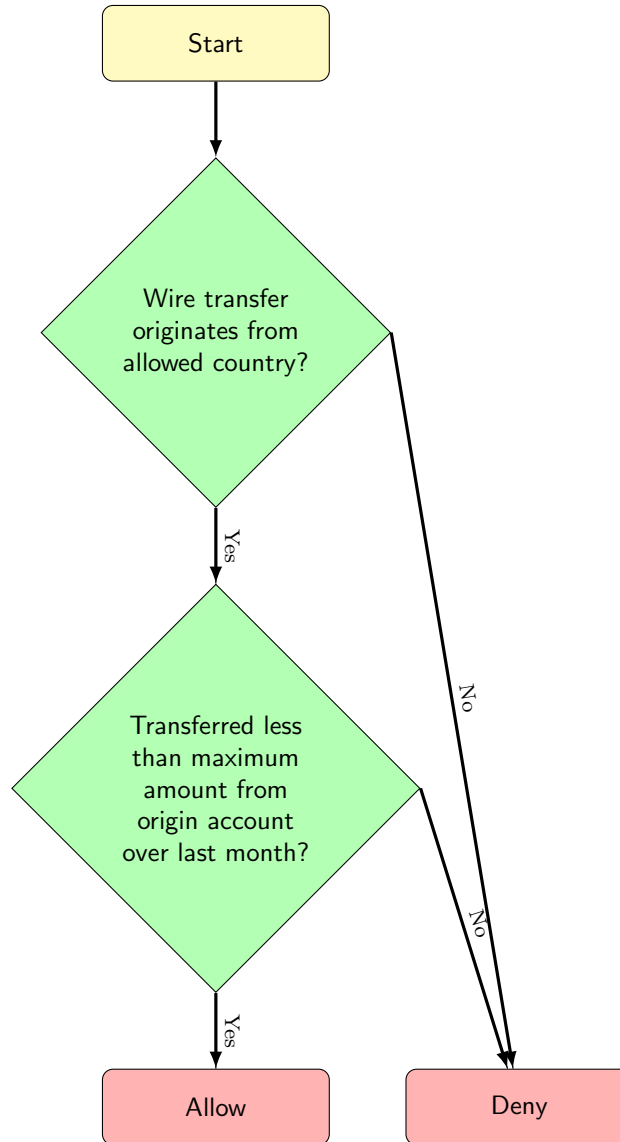 Start
Wire transfer
originates from
allowed country?
Yes
No
Transferred less
than maximum
amount from
origin account
over last month?
No
Yes
Allow
Deny